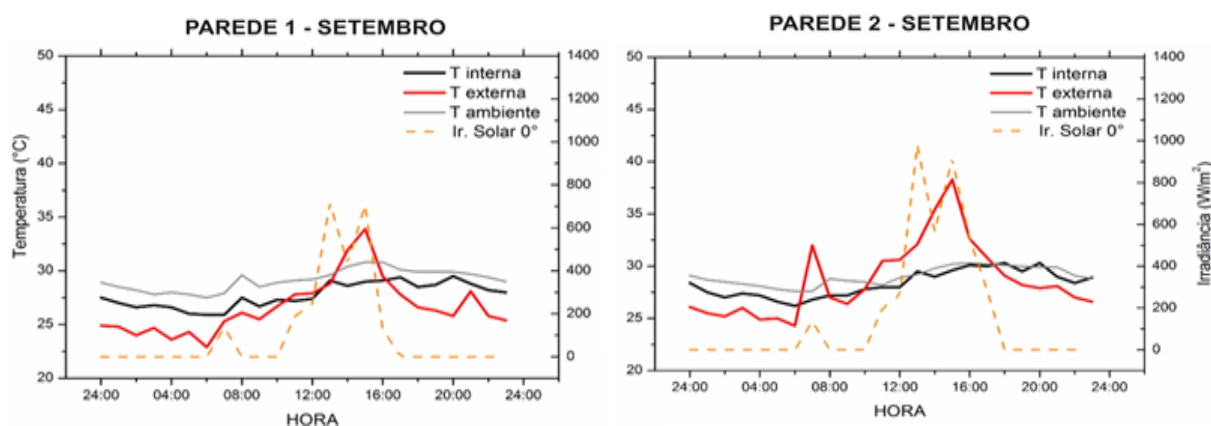 PAREDE 1 - SETEMBRO
50
45
40
35
30
25
20
Temperatura (°C)
1400
1200
1000
800
600
400
200
0
T interna
T externa
T ambiente
Ir. Solar 0°
24:00 04:00 08:00 12:00 16:00 20:00 24:00
HORA
PAREDE 2 - SETEMBRO
50
45
40
35
30
25
20
1400
1200
1000
800
600
400
200
0
Irradiância (W/m²)
T interna
T externa
T ambiente
Ir. Solar 0°
24:00 04:00 08:00 12:00 16:00 20:00 24:00
HORA